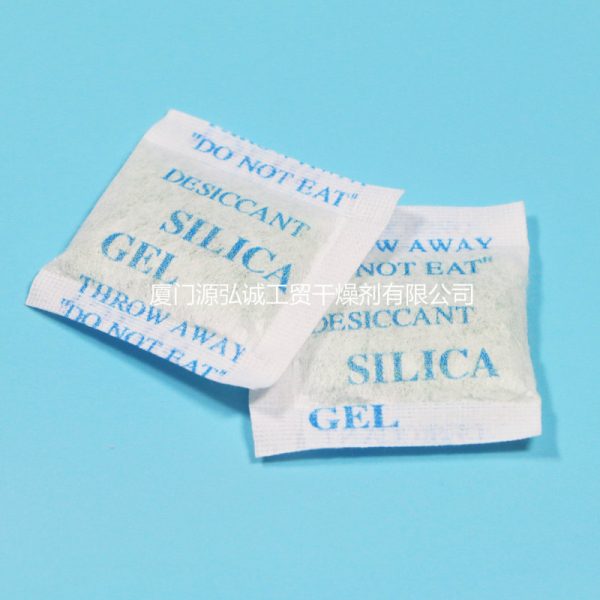 "DO NOT EAT"
DESICCANT
SILICA
GEL
THROW AWAY
"DO NOT EAT"
THROW AWAY
NOT EAT"
DESICCANT
SILICA
GEL
厦门源弘诚工贸干燥剂有限公司